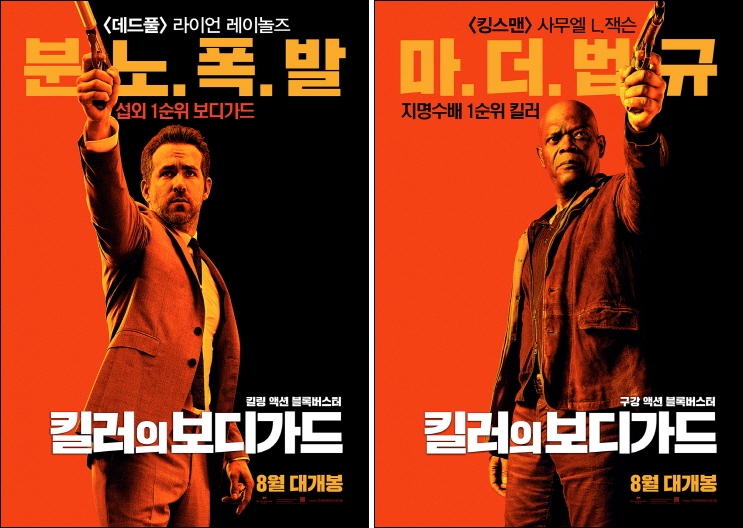 <데드풀> 라이언 레이놀즈
분.노.폭.발
섭외 1순위 보디가드
킬링 액션 블록버스터
킬러의 보디가드
8월 대개봉
<킹스맨> 사무엘 L.잭슨
마.더.법.규
지명수배 1순위 킬러
구강 액션 블록버스터
킬러의 보디가드
8월 대개봉